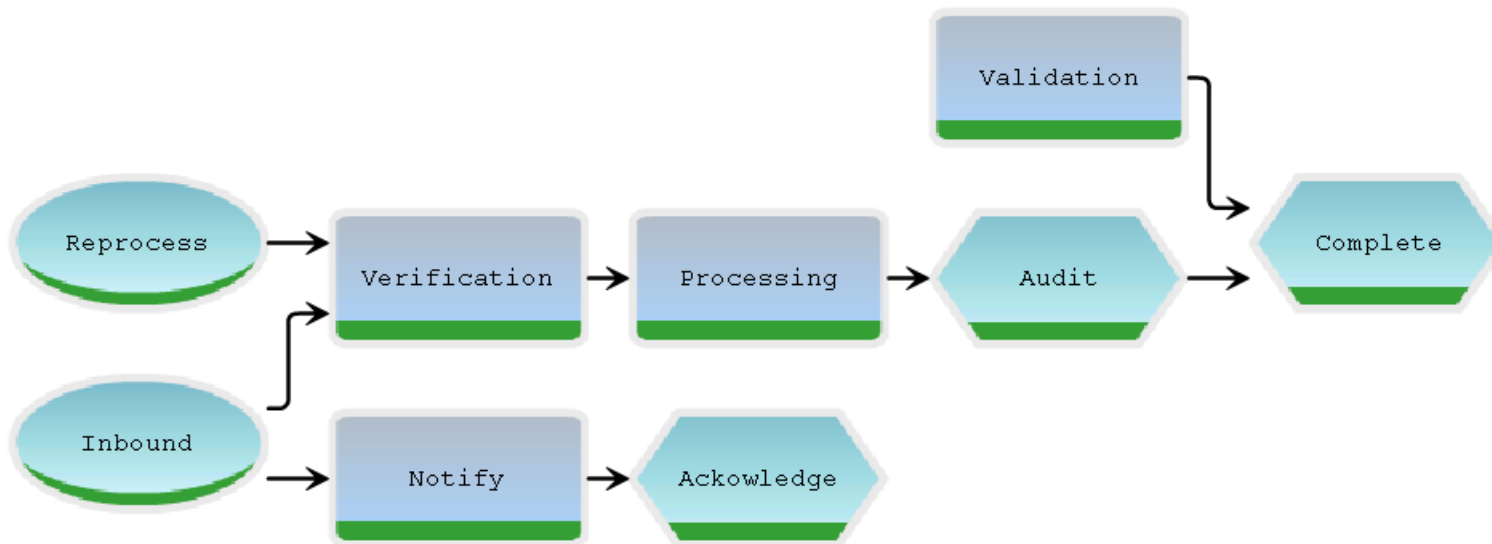 Validation
Reprocess
Complete
Verification
Processing
Audit
Inbound
Notify
Ackowledge